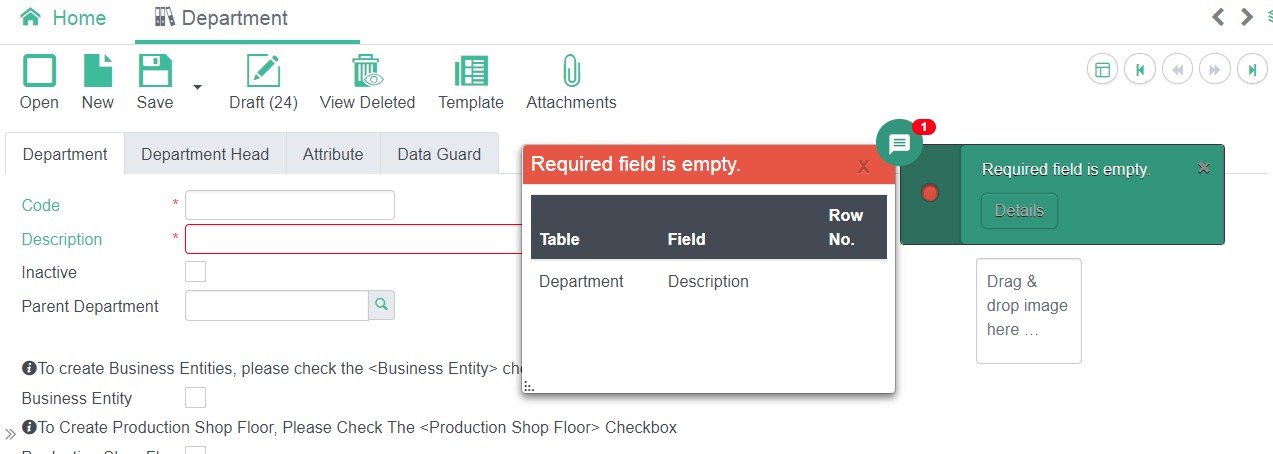 Home
Department
Open
New
Save
Draft (24)
View Deleted
Template
Attachments
Department
Department Head
Attribute
Data Guard
Code *
Description *
Inactive
Parent Department
To create Business Entities, please check the <Business Entity> che
Business Entity
To Create Production Shop Floor, Please Check The <Production Shop Floor> Checkbox
Required field is empty.
X
Table
Field
Row
No.
Department
Description
1
Required field is empty.
Details
Drag &
drop image
here ...